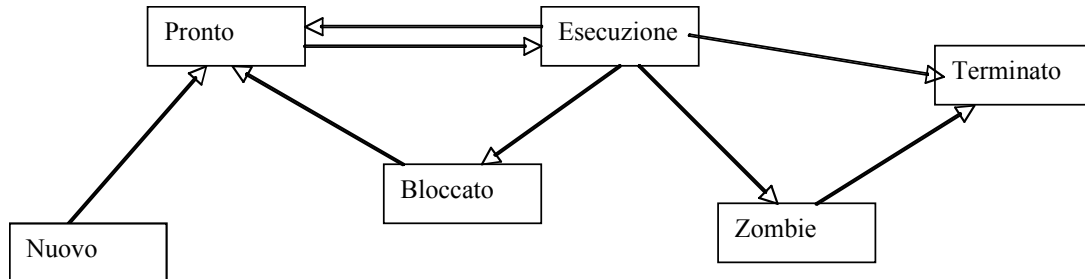 Pronto
Esecuzione
Terminato
Bloccato
Zombie
Nuovo